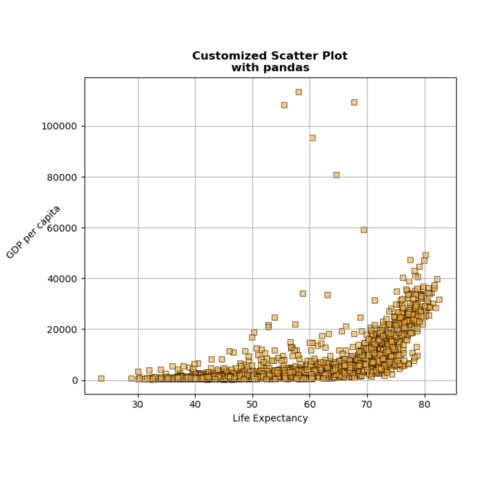 Customized Scatter Plot
with pandas
100000
80000
60000
40000
20000
0
GDP per capita
30 40 50 60 70 80
Life Expectancy